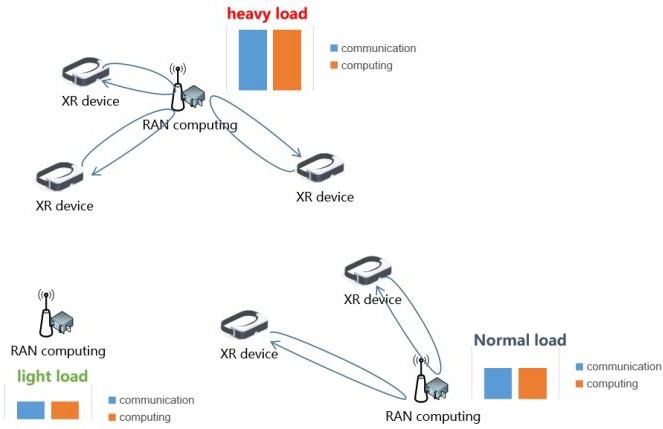 heavy load
communication
computing
XR device
RAN computing
XR device
XR device
XR device
XR device
RAN computing
light load
communication
computing
Normal load
communication
computing
RAN computing